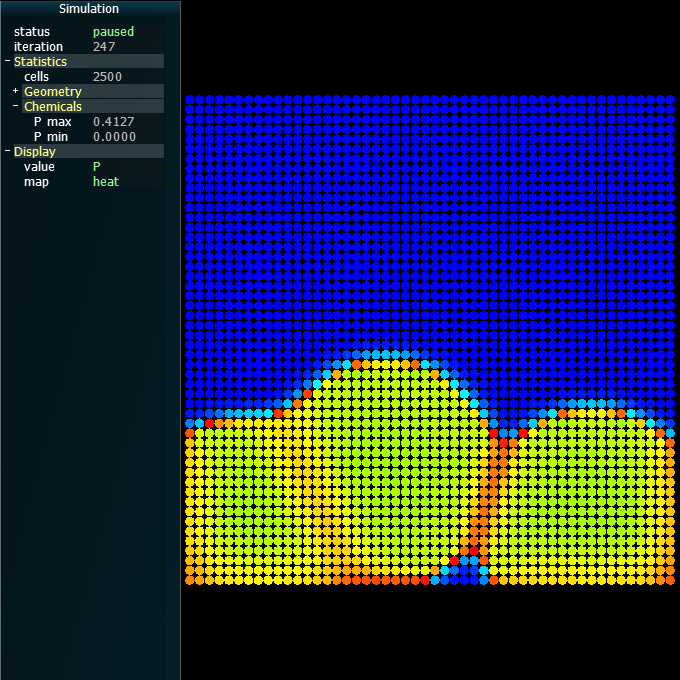 Simulation
status paused
iteration 247
- Statistics
cells 2500
+ Geometry
- Chemicals
P max 0.4127
P min 0.0000
- Display
value P
map heat